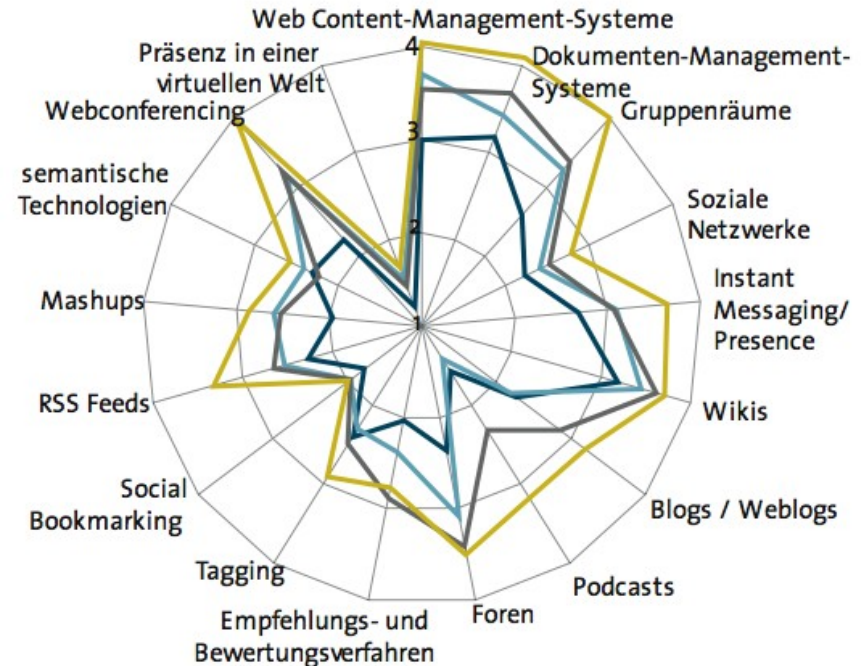 Web Content-Management-Systeme
4
Dokumenten-Management-
Systeme
Gruppenräume
3
Soziale
Netzwerke
2
Instant
Messaging/
Presence
1
Wikis
Blogs / Weblogs
Podcasts
Foren
Empfehlungs- und
Bewertungsverfahren
Tagging
Social
Bookmarking
RSS Feeds
Mashups
semantische
Technologien
Webconferencing
Präsenz in einer
virtuellen Welt